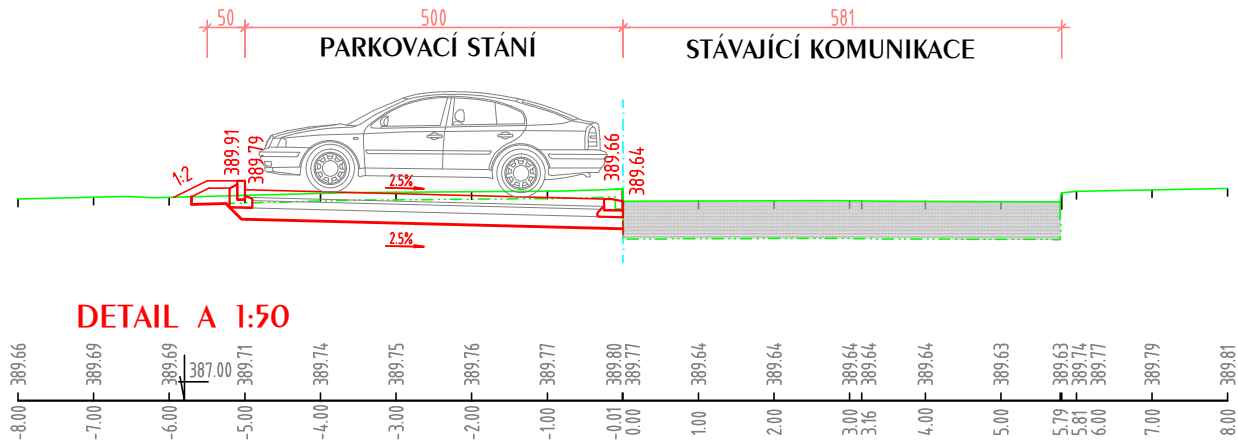 50 500 581
PARKOVACÍ STÁNÍ STÁVAJÍCÍ KOMUNIKACE
1:2
389.91
389.79
2.5%
389.66
389.64
2.5%
DETAIL A 1:50
389.66 389.69 389.69 387.00 389.71 389.74 389.75 389.76 389.77 389.80 389.77 389.64 389.64 389.64 389.64 389.64 389.63 389.63 389.74 389.77 389.79 389.81
-8.00 -7.00 -6.00 -5.00 -4.00 -3.00 -2.00 -1.00 -0.01 0.00 1.00 2.00 3.00 3.16 4.00 5.00 5.79 5.81 6.00 7.00 8.00